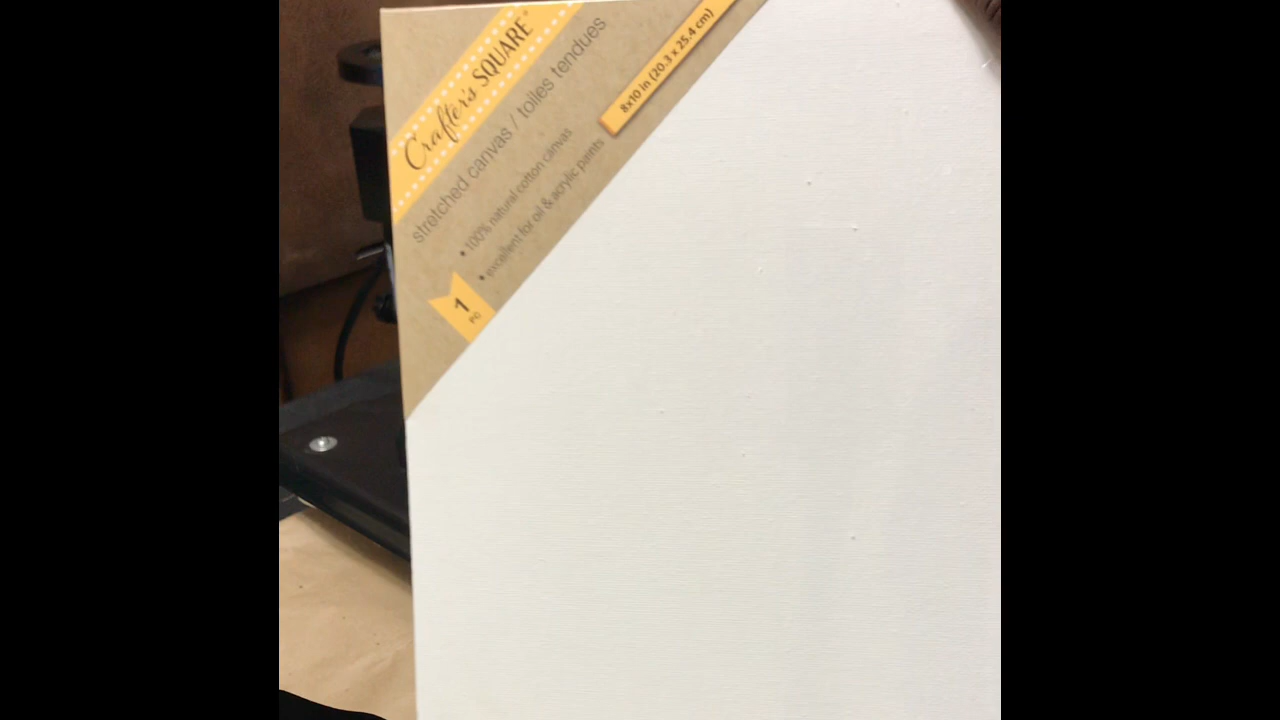 Crafter's SQUARE®
stretched canvas / toiles tendues
• 100% natural cotton canvas
• excellent for oil & acrylic paints
8x10 in (20.3 x 25.4 cm)
1
PC